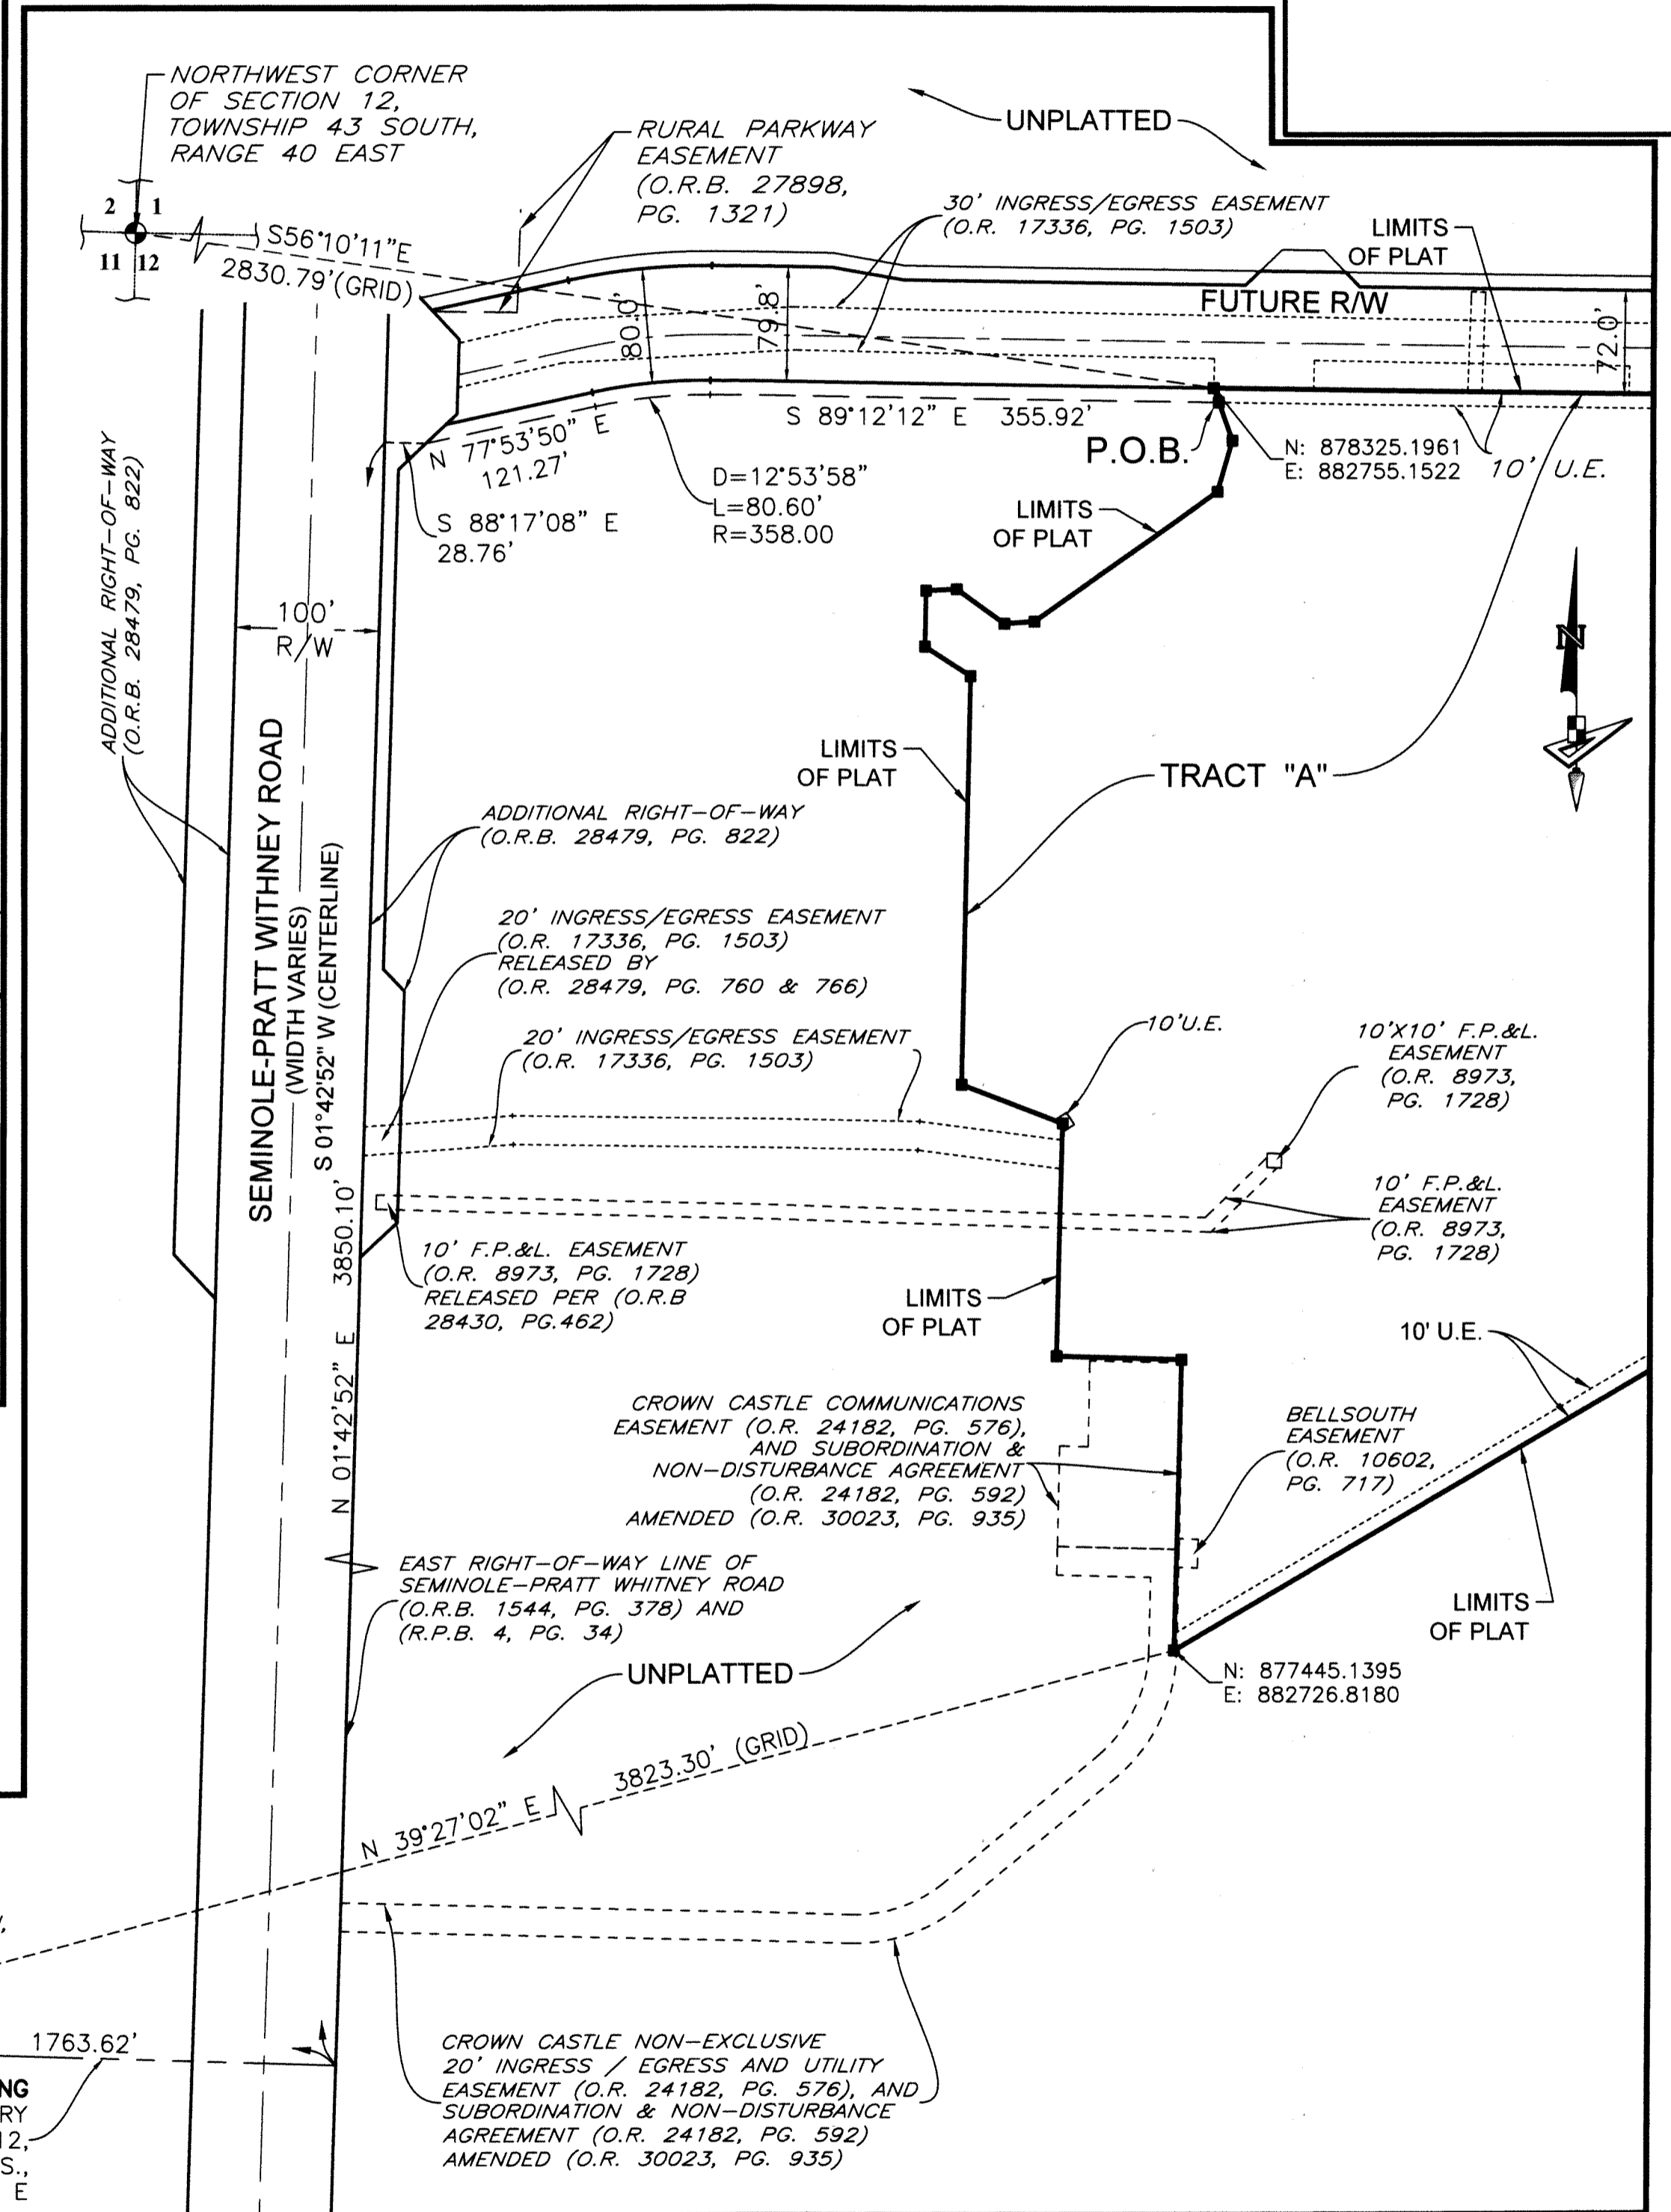 NORTHWEST CORNER
OF SECTION 12,
TOWNSHIP 43 SOUTH,
RANGE 40 EAST
2 1
11 12
S56°10'11"E
2830.79'(GRID)
RURAL PARKWAY
EASEMENT
(O.R.B. 27898,
PG. 1321)
UNPLATTED
30' INGRESS/EGRESS EASEMENT
(O.R. 17336, PG. 1503)
LIMITS
OF PLAT
FUTURE R/W
80.0'
79.8'
72.0'
S 89°12'12" E 355.92'
P.O.B.
N: 878325.1961
E: 882755.1522
10' U.E.
N 77°53'50" E
121.27'
D=12°53'58"
L=80.60'
R=358.00
S 88°17'08" E
28.76'
LIMITS
OF PLAT
ADDITIONAL RIGHT-OF-WAY
(O.R.B. 28479, PG. 822)
100'
R/W
N
LIMITS
OF PLAT
TRACT "A"
SEMINOLE-PRATT WITHNEY ROAD
(WIDTH VARIES)
S 01°42'52" W (CENTERLINE)
ADDITIONAL RIGHT-OF-WAY
(O.R.B. 28479, PG. 822)
20' INGRESS/EGRESS EASEMENT
(O.R. 17336, PG. 1503)
RELEASED BY
(O.R. 28479, PG. 760 & 766)
20' INGRESS/EGRESS EASEMENT
(O.R. 17336, PG. 1503)
10'U.E.
10'X10' F.P.&L.
EASEMENT
(O.R. 8973,
PG. 1728)
10' F.P.&L.
EASEMENT
(O.R. 8973,
PG. 1728)
N 01°42'52" E 3850.10'
10' F.P.&L. EASEMENT
(O.R. 8973, PG. 1728)
RELEASED PER (O.R.B
28430, PG.462)
LIMITS
OF PLAT
10' U.E.
CROWN CASTLE COMMUNICATIONS
EASEMENT (O.R. 24182, PG. 576),
AND SUBORDINATION &
NON-DISTURBANCE AGREEMENT
(O.R. 24182, PG. 592)
AMENDED (O.R. 30023, PG. 935)
BELLSOUTH
EASEMENT
(O.R. 10602,
PG. 717)
EAST RIGHT-OF-WAY LINE OF
SEMINOLE-PRATT WHITNEY ROAD
(O.R.B. 1544, PG. 378) AND
(R.P.B. 4, PG. 34)
LIMITS
OF PLAT
UNPLATTED
N: 877445.1395
E: 882726.8180
N 39°27'02" E 3823.30' (GRID)
1763.62'
NG
RY
12,
S.,
E
CROWN CASTLE NON-EXCLUSIVE
20' INGRESS / EGRESS AND UTILITY
EASEMENT (O.R. 24182, PG. 576), AND
SUBORDINATION & NON-DISTURBANCE
AGREEMENT (O.R. 24182, PG. 592)
AMENDED (O.R. 30023, PG. 935)